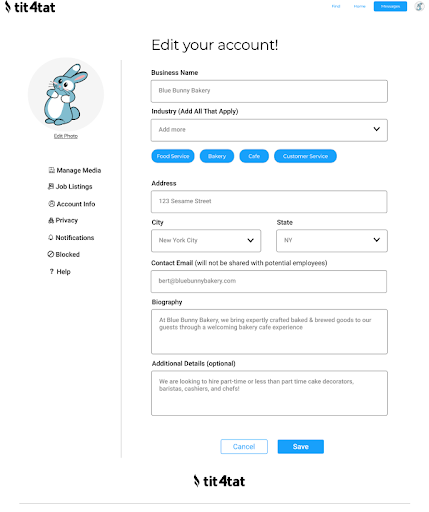 tit4tat
Find
Home
Messages
Edit your account!
Edit Photo
Manage Media
Job Listings
Account Info
Privacy
Notifications
Blocked
? Help
Business Name
Blue Bunny Bakery
Industry (Add All That Apply)
Add more
Food Service
Bakery
Cafe
Customer Service
Address
123 Sesame Street
City
State
New York City
NY
Contact Email (will not be shared with potential employees)
bert@bluebunnybakery.com
Biography
At Blue Bunny Bakery, we bring expertly crafted baked & brewed goods to our
guests through a welcoming bakery cafe experience
Additional Details (optional)
We are looking to hire part-time or less than part time cake decorators,
baristas, cashiers, and chefs!
Cancel
Save
tit4tat